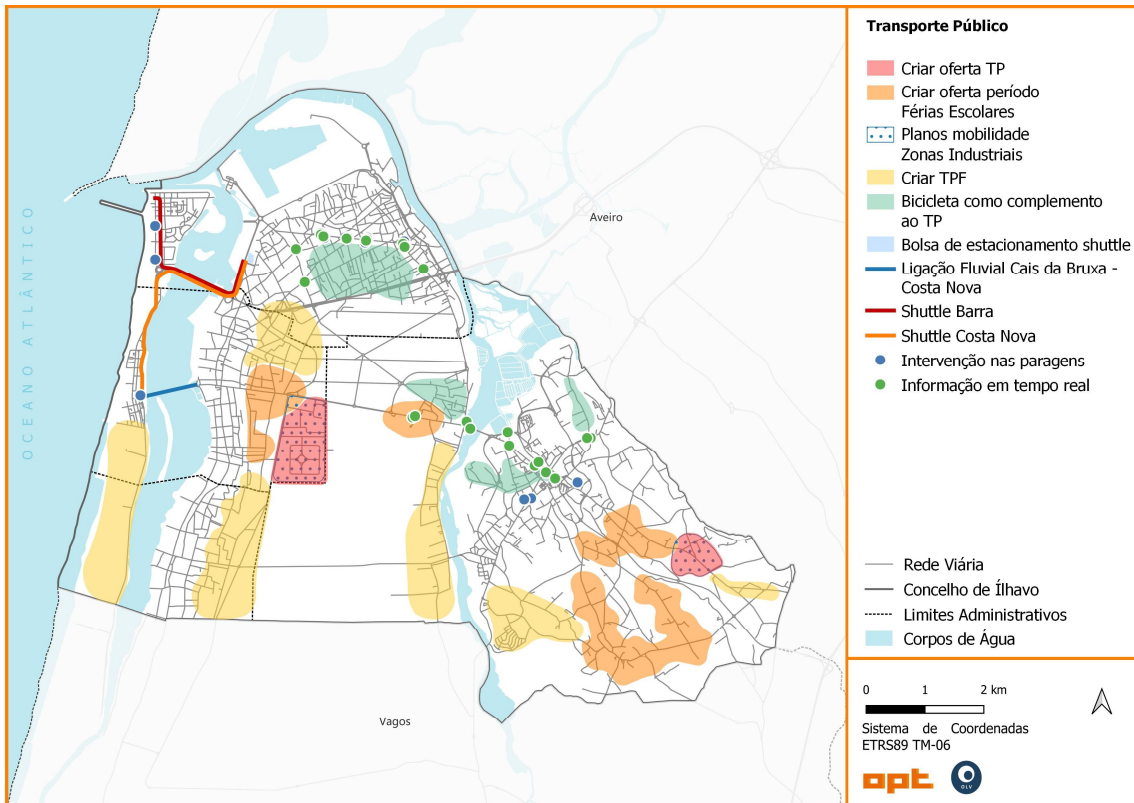 Transporte Público
Criar oferta TP
Criar oferta período
Férias Escolares
Planos mobilidade
Zonas Industriais
Criar TPF
Bicicleta como complemento
ao TP
Bolsa de estacionamento shuttle
Ligação Fluvial Cais da Bruxa -
Costa Nova
Shuttle Barra
Shuttle Costa Nova
Intervenção nas paragens
Informação em tempo real
Rede Viária
Concelho de Ílhavo
Limites Administrativos
Corpos de Água
0 1 2 km
Sistema de Coordenadas
ETRS89 TM-06
opt
OLV
OCEANO ATLÂNTICO
Aveiro
Vagos